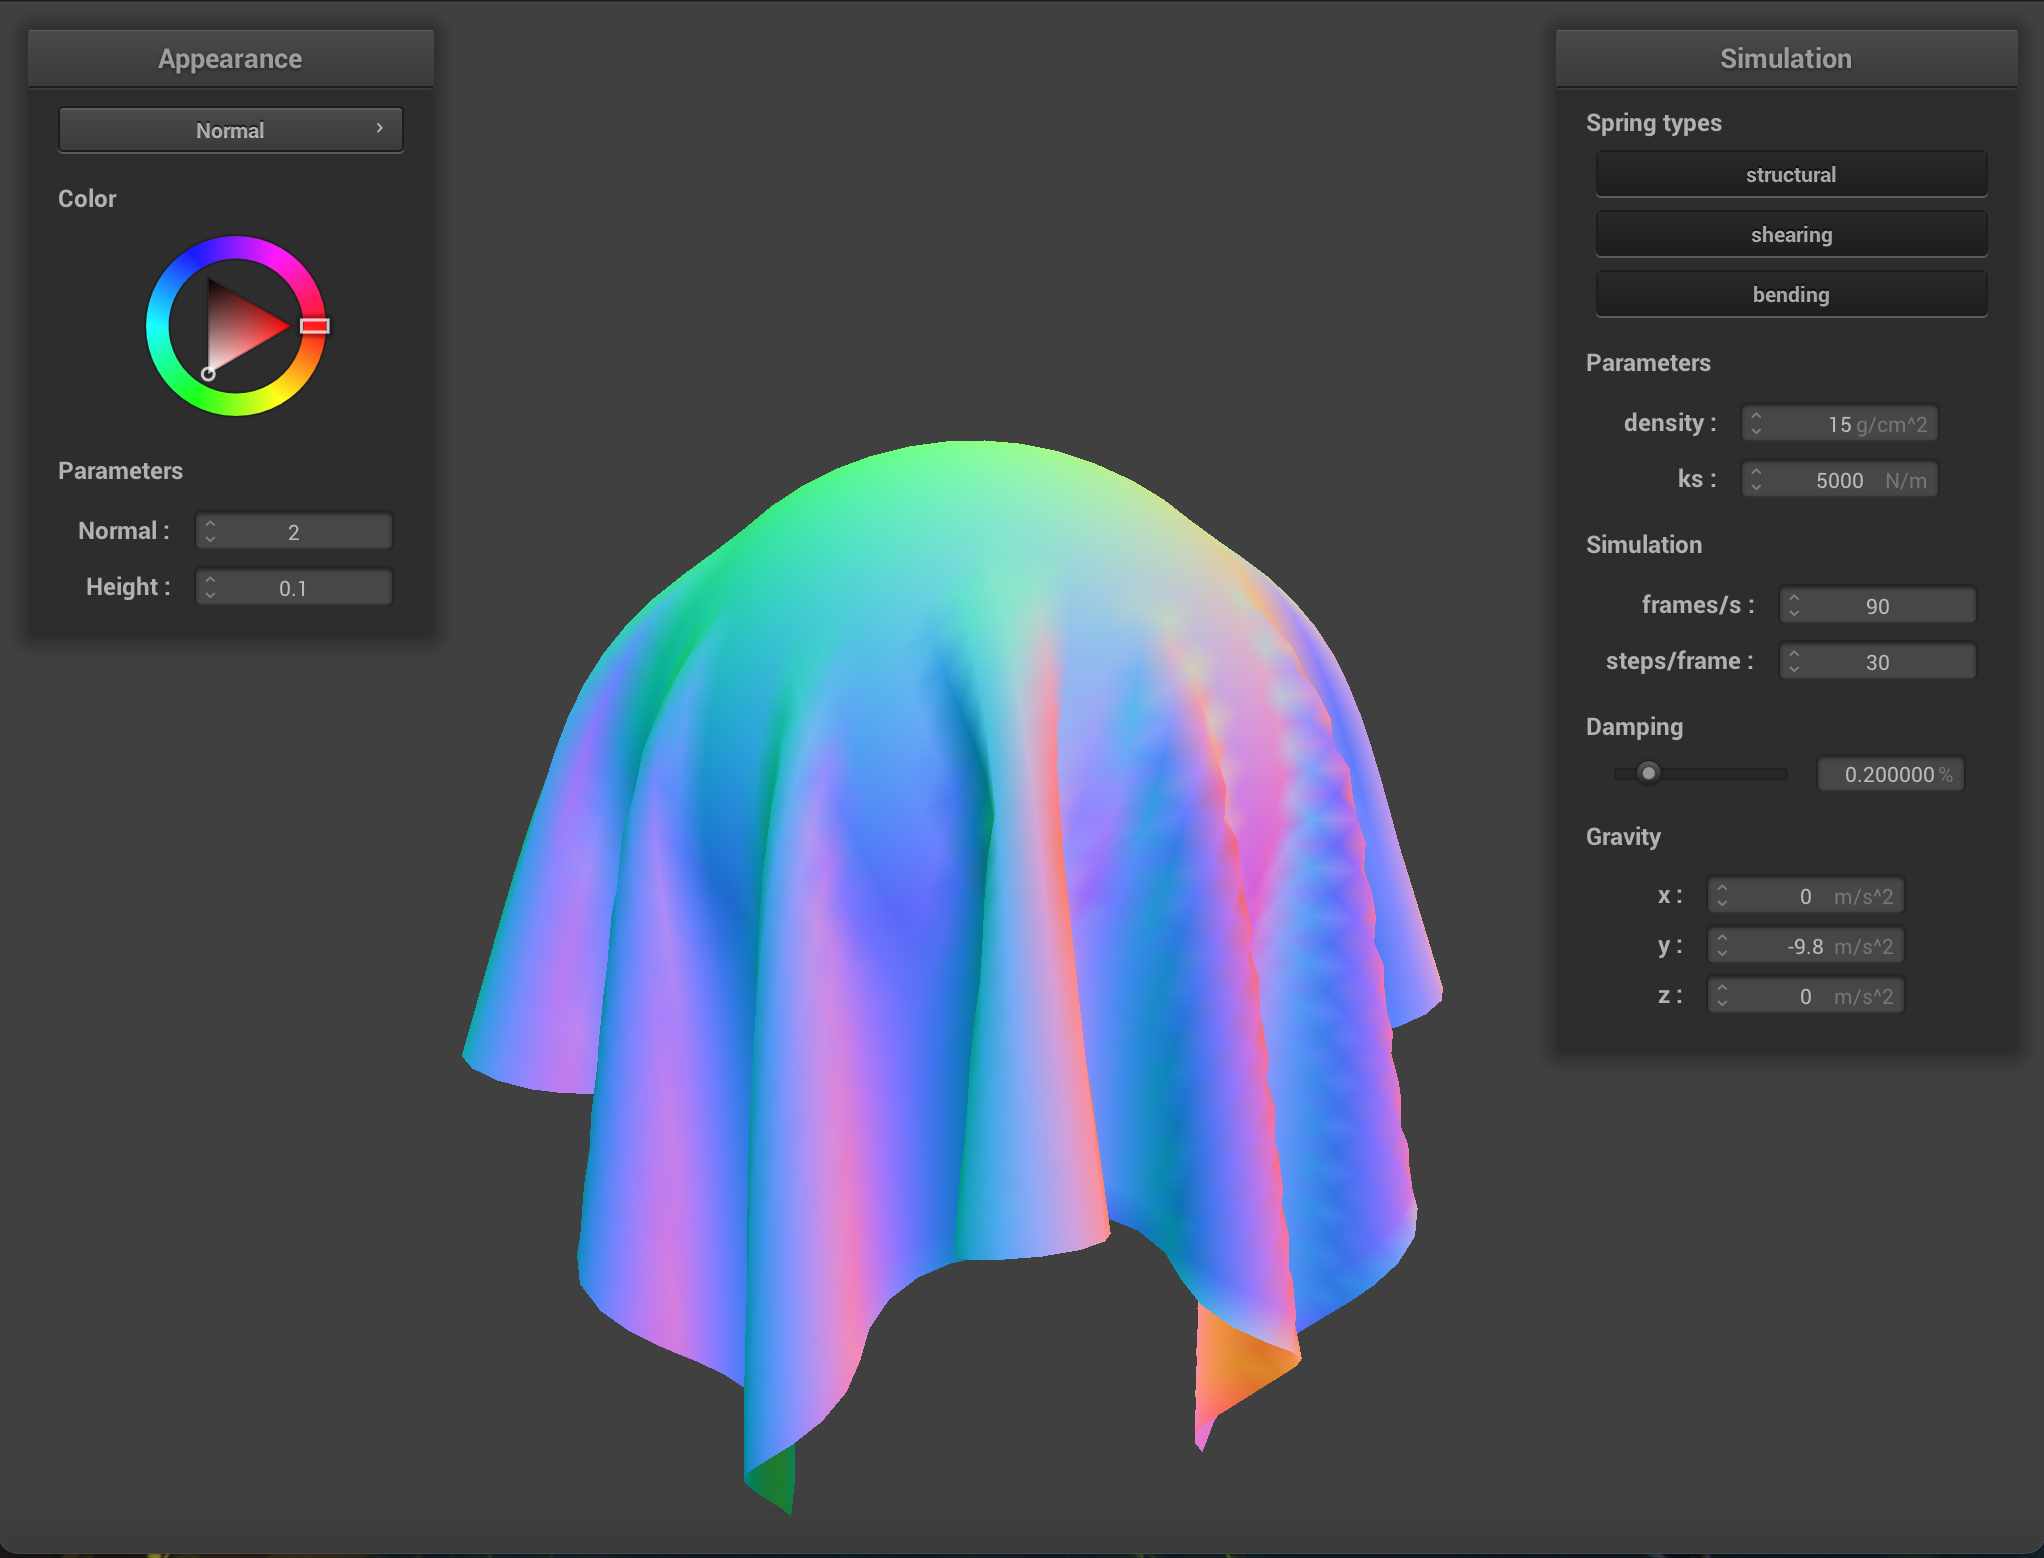 Appearance
Normal
Color
Parameters
Normal : 2
Height : 0.1
Simulation
Spring types
structural
shearing
bending
Parameters
density : 15 g/cm^2
ks : 5000 N/m
Simulation
frames/s : 90
steps/frame : 30
Damping
0.200000 %
Gravity
x : 0 m/s^2
y : -9.8 m/s^2
z : 0 m/s^2